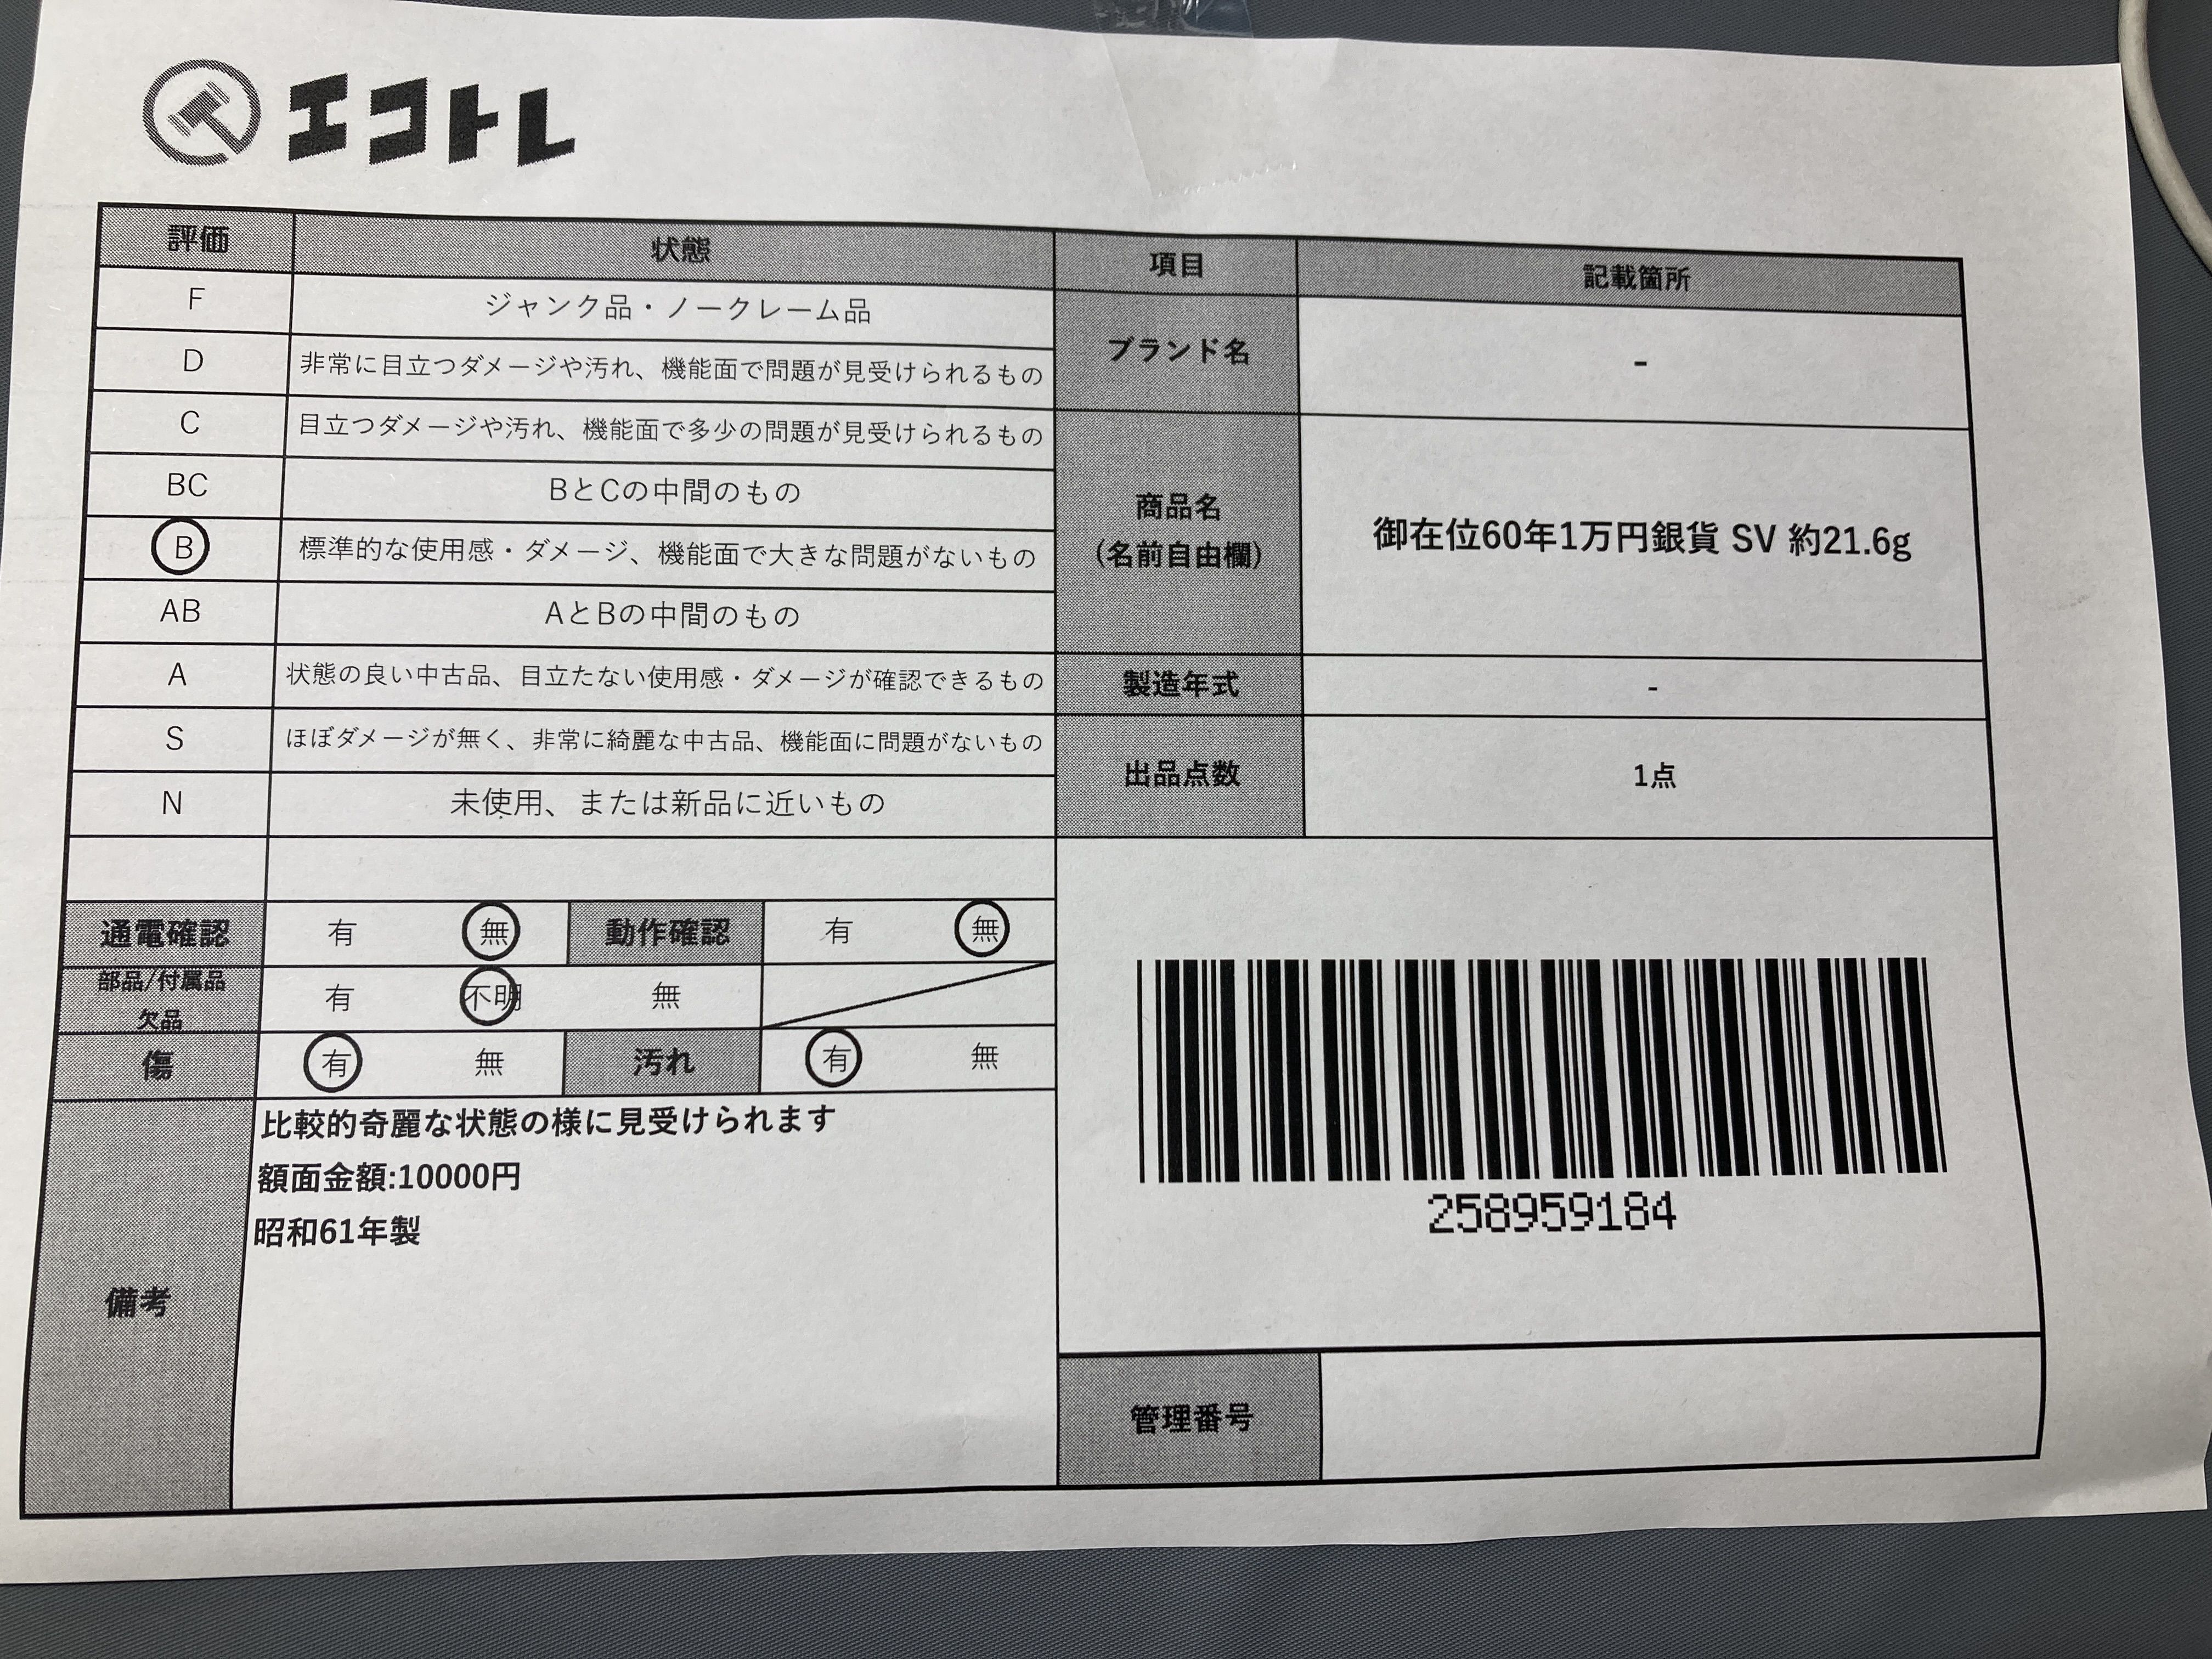 エコトレ
評価 状態
F ジャンク品・ノークレーム品
D 非常に目立つダメージや汚れ、機能面で問題が見受けられるもの
C 目立つダメージや汚れ、機能面で多少の問題が見受けられるもの
BC BとCの中間のもの
B 標準的な使用感・ダメージ、機能面で大きな問題がないもの
AB AとBの中間のもの
A 状態の良い中古品、目立たない使用感・ダメージが確認できるもの
S ほぼダメージが無く、非常に綺麗な中古品、機能面に問題がないもの
N 未使用、または新品に近いもの
通電確認 有 無 動作確認 有 無
部品/付属品
欠品 有 不明 無
傷 有 無 汚れ 有 無
備考
比較的奇麗な状態の様に見受けられます
額面金額:10000円
昭和61年製
項目 記載箇所
ブランド名 -
商品名
(名前自由欄)
御在位60年1万円銀貨 SV 約21.6g
製造年式 -
出品点数 1点
258959184
管理番号